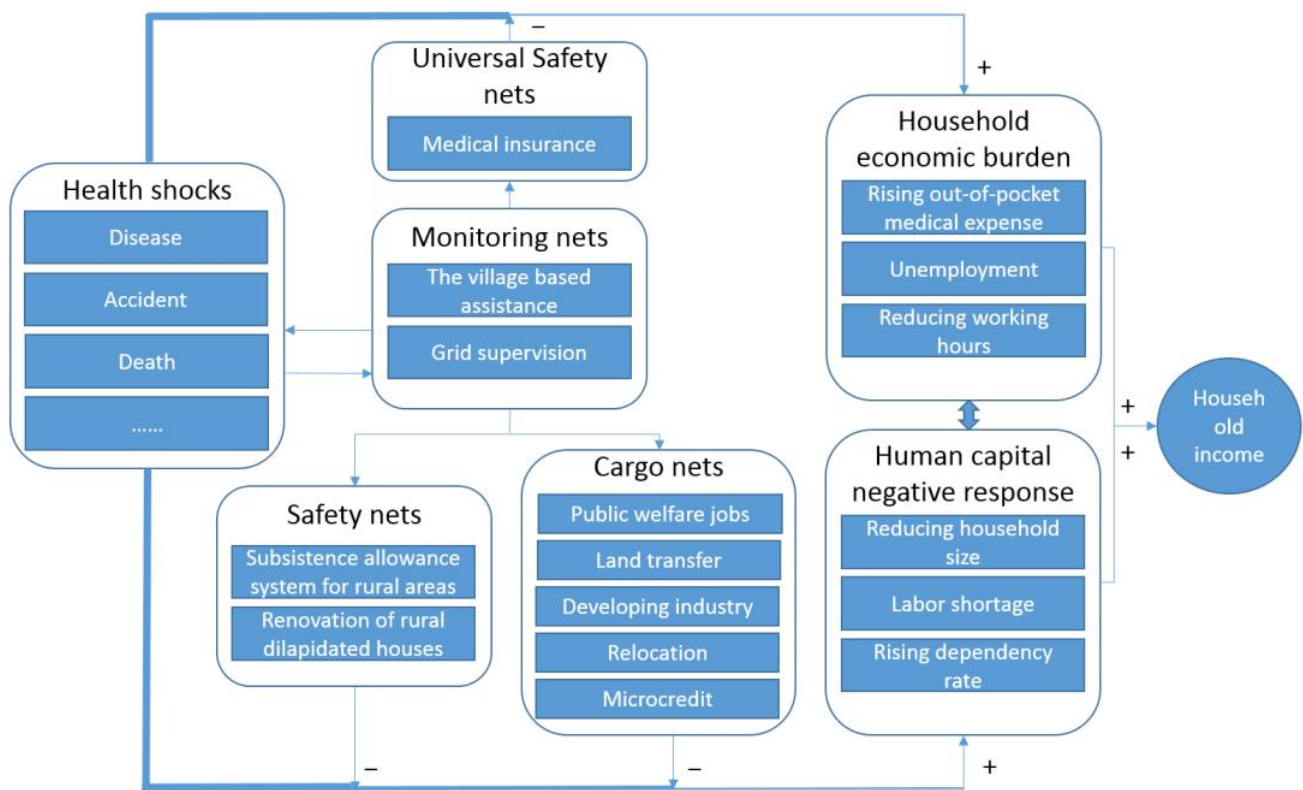 Health shocks
Disease
Accident
Death
......
–
Universal Safety
nets
Medical insurance
Monitoring nets
The village based
assistance
Grid supervision
Safety nets
Subsistence allowance
system for rural areas
Renovation of rural
dilapidated houses
–
Cargo nets
Public welfare jobs
Land transfer
Developing industry
Relocation
Microcredit
–
+
Household
economic burden
Rising out-of-pocket
medical expense
Unemployment
Reducing working
hours
Human capital
negative response
Reducing household
size
Labor shortage
Rising dependency
rate
+
+
+
Househ
old
income